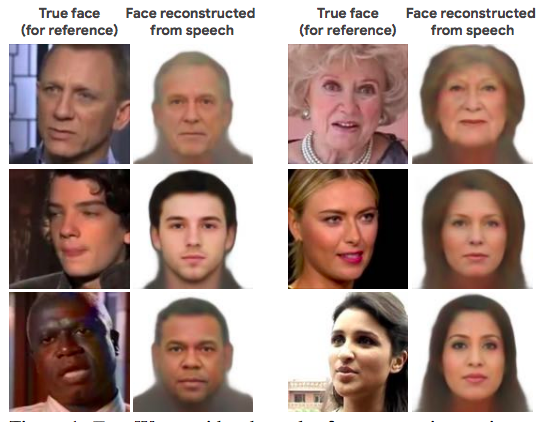 True face Face reconstructed True face Face reconstructed
(for reference) from speech (for reference) from speech